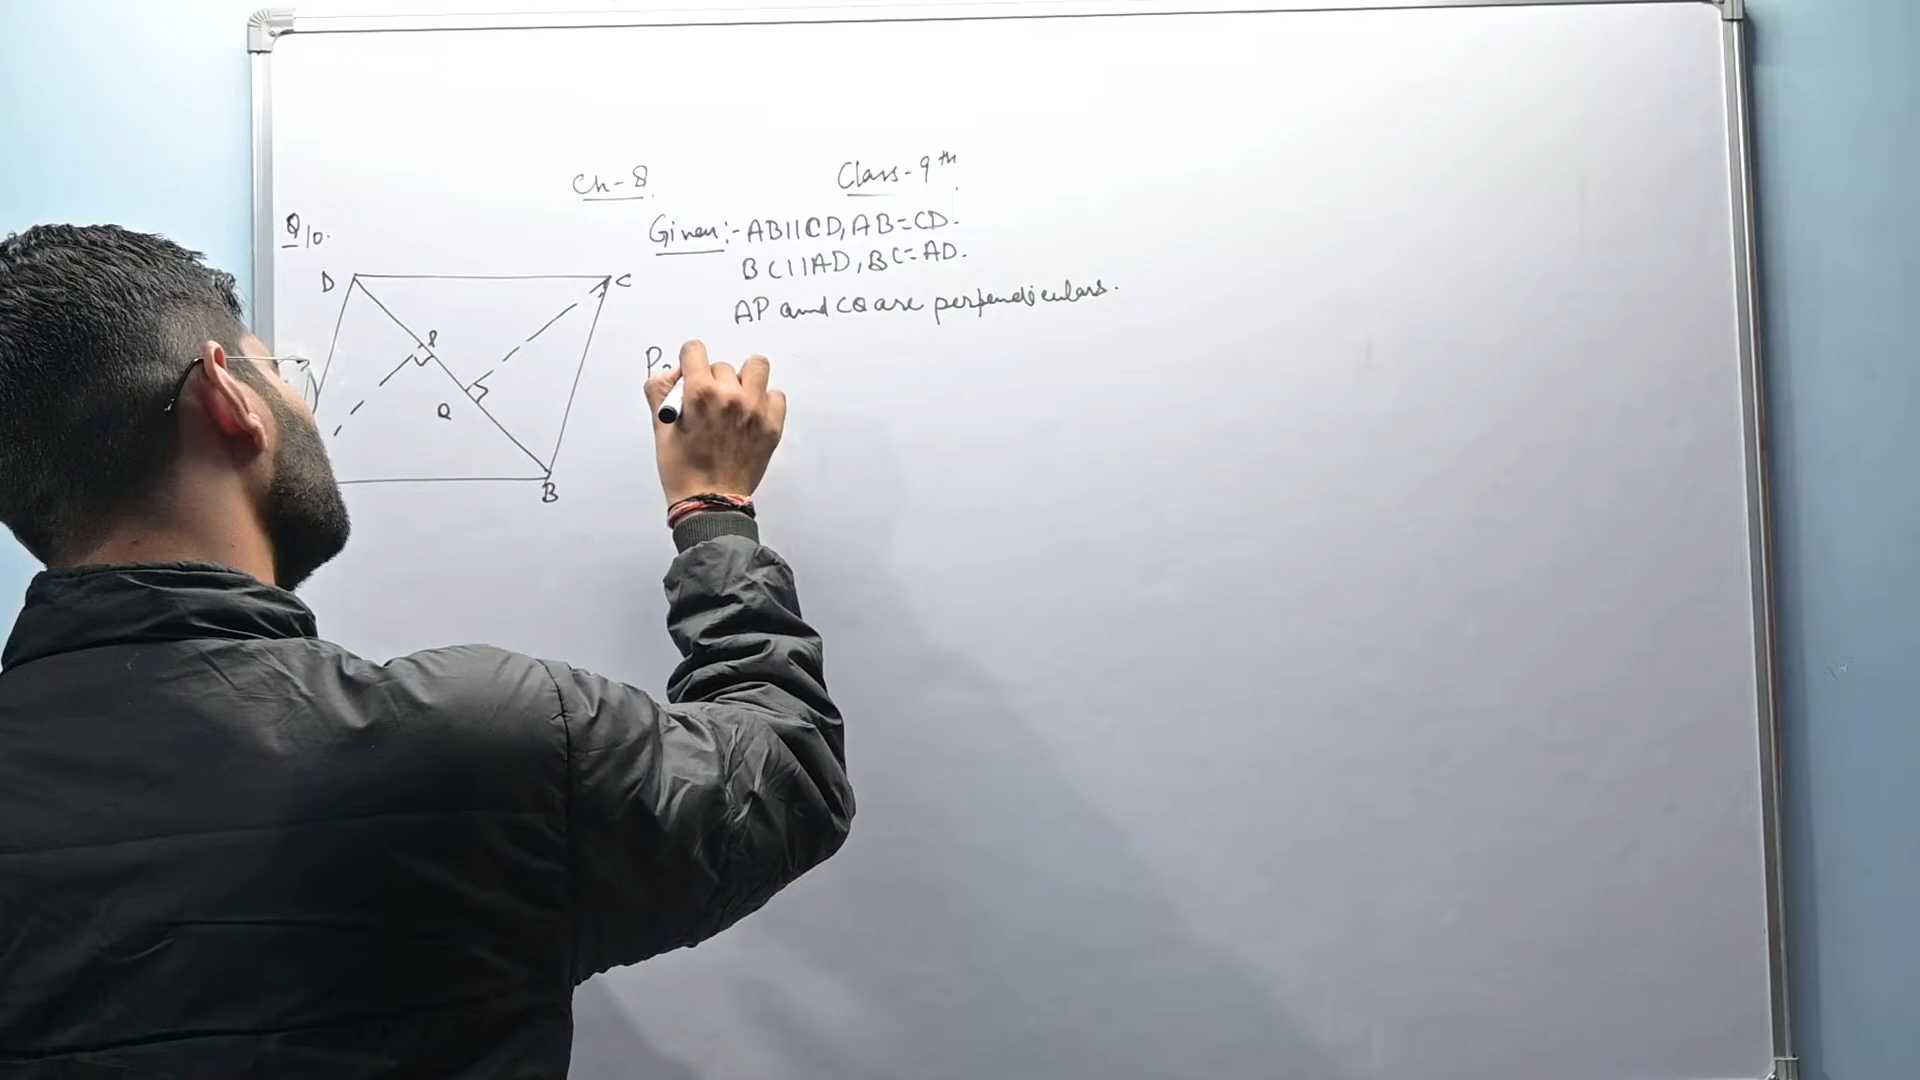 Ch-8
Class-9th
Q10.
Given:- AB||CD, AB=CD.
BC||AD, BC=AD.
AP and CQ are perpendiculars.
D
C
P
Q
B